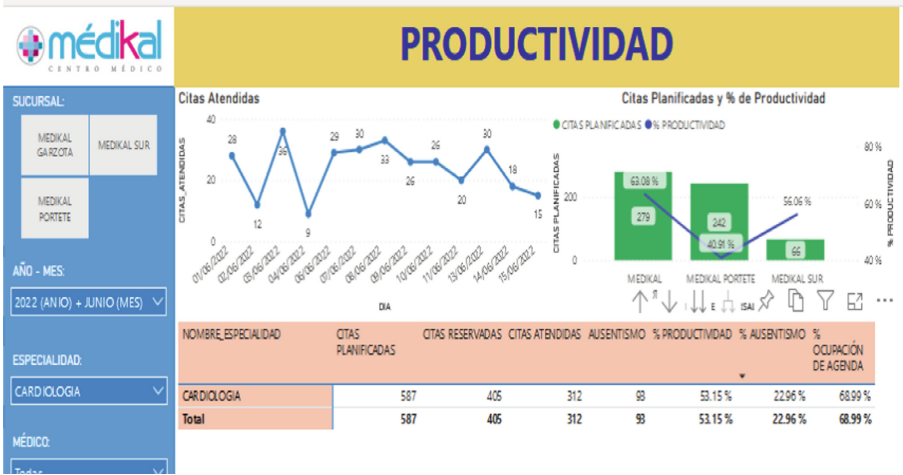 médikal
CENTRO MÉDICO
PRODUCTIVIDAD
SUCURSAL:
MEDIKAL
GARZOTA
MEDIKAL SUR
MEDIKAL
PORTETE
AÑO - MES:
2022 (ANIO) + JUNIO (MES)
ESPECIALIDAD:
CARDIOLOGIA
MÉDICO:
Todas
Citas Atendidas
CITAS_ATENDIDAS
40
20
0
28
12
36
9
29
30
33
26
26
20
30
18
15
01/06/2022
02/06/2022
03/06/2022
04/06/2022
06/06/2022
07/06/2022
08/06/2022
09/06/2022
10/06/2022
11/06/2022
13/06/2022
14/06/2022
15/06/2022
DIA
Citas Planificadas y % de Productividad
CITAS PLANIFICADAS % PRODUCTIVIDAD
CITAS PLANIFICADAS
200
0
63.08 %
279
242
40.91 %
56.06 %
66
80 %
60 %
40 %
% PRODUCTIVIDAD
MEDIKAL
MEDIKAL PORTETE
MEDIKAL SUR
NOMBRE_ESPECIALIDAD CITAS PLANIFICADAS CITAS RESERVADAS CITAS ATENDIDAS AUSENTISMO % PRODUCTIVIDAD % AUSENTISMO % OCUPACIÓN DE AGENDA
CARDIOLOGIA 587 405 312 93 53.15 % 22.96 % 68.99 %
Total 587 405 312 93 53.15 % 22.96 % 68.99 %